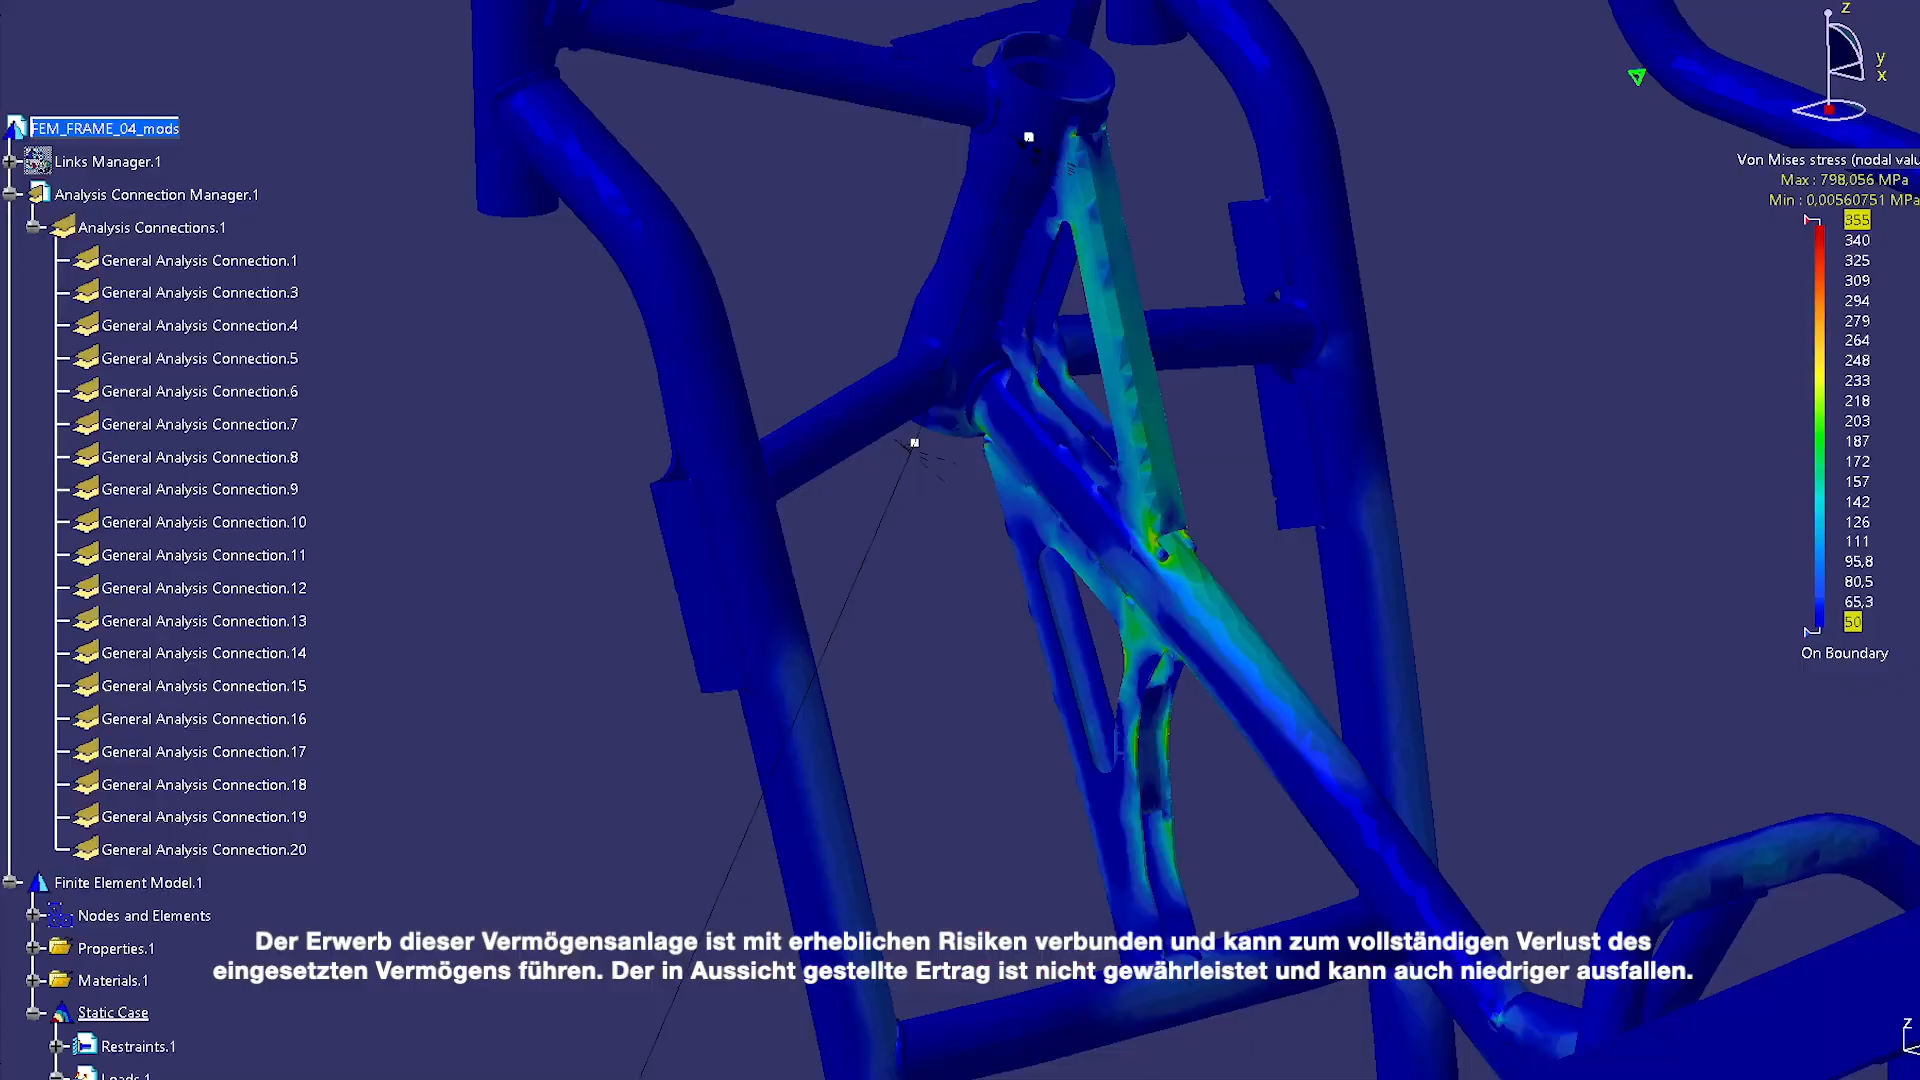 FEM_FRAME_04_mods
Links Manager.1
Analysis Connection Manager.1
Analysis Connections.1
General Analysis Connection.1
General Analysis Connection.3
General Analysis Connection.4
General Analysis Connection.5
General Analysis Connection.6
General Analysis Connection.7
General Analysis Connection.8
General Analysis Connection.9
General Analysis Connection.10
General Analysis Connection.11
General Analysis Connection.12
General Analysis Connection.13
General Analysis Connection.14
General Analysis Connection.15
General Analysis Connection.16
General Analysis Connection.17
General Analysis Connection.18
General Analysis Connection.19
General Analysis Connection.20
Finite Element Model.1
Nodes and Elements
Properties.1
Materials.1
Static Case
Restraints.1
Loads.1
z
y
x
Von Mises stress (nodal valu
Max : 798,056 MPa
Min : 0,00560751 MPa
355
340
325
309
294
279
264
248
233
218
203
187
172
157
142
126
111
95,8
80,5
65,3
50
On Boundary
z
Der Erwerb dieser Vermögensanlage ist mit erheblichen Risiken verbunden und kann zum vollständigen Verlust des
eingesetzten Vermögens führen. Der in Aussicht gestellte Ertrag ist nicht gewährleistet und kann auch niedriger ausfallen.